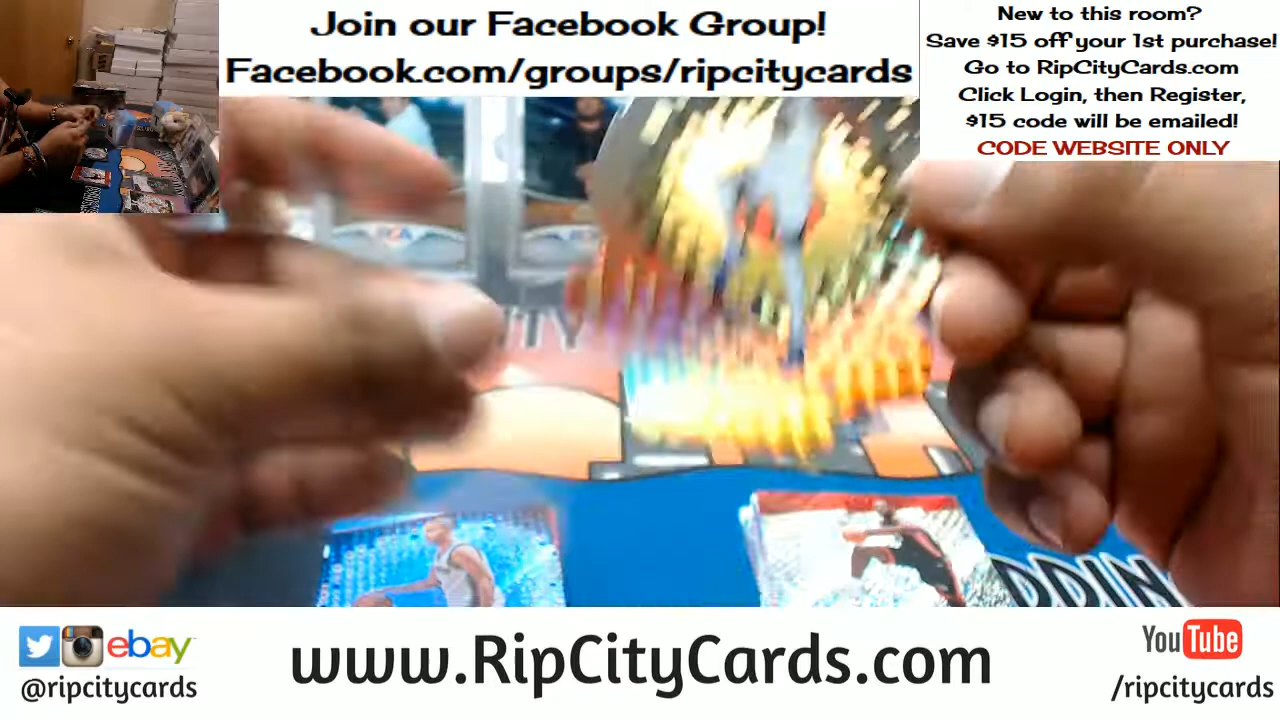 Join our Facebook Group!
Facebook.com/groups/ripcitycards
New to this room?
Save $15 off your 1st purchase!
Go to RipCityCards.com
Click Login, then Register,
$15 code will be emailed!
CODE WEBSITE ONLY
CITY
DDIN
ebay
@ripcitycards
www.RipCityCards.com
YouTube
/ripcitycards